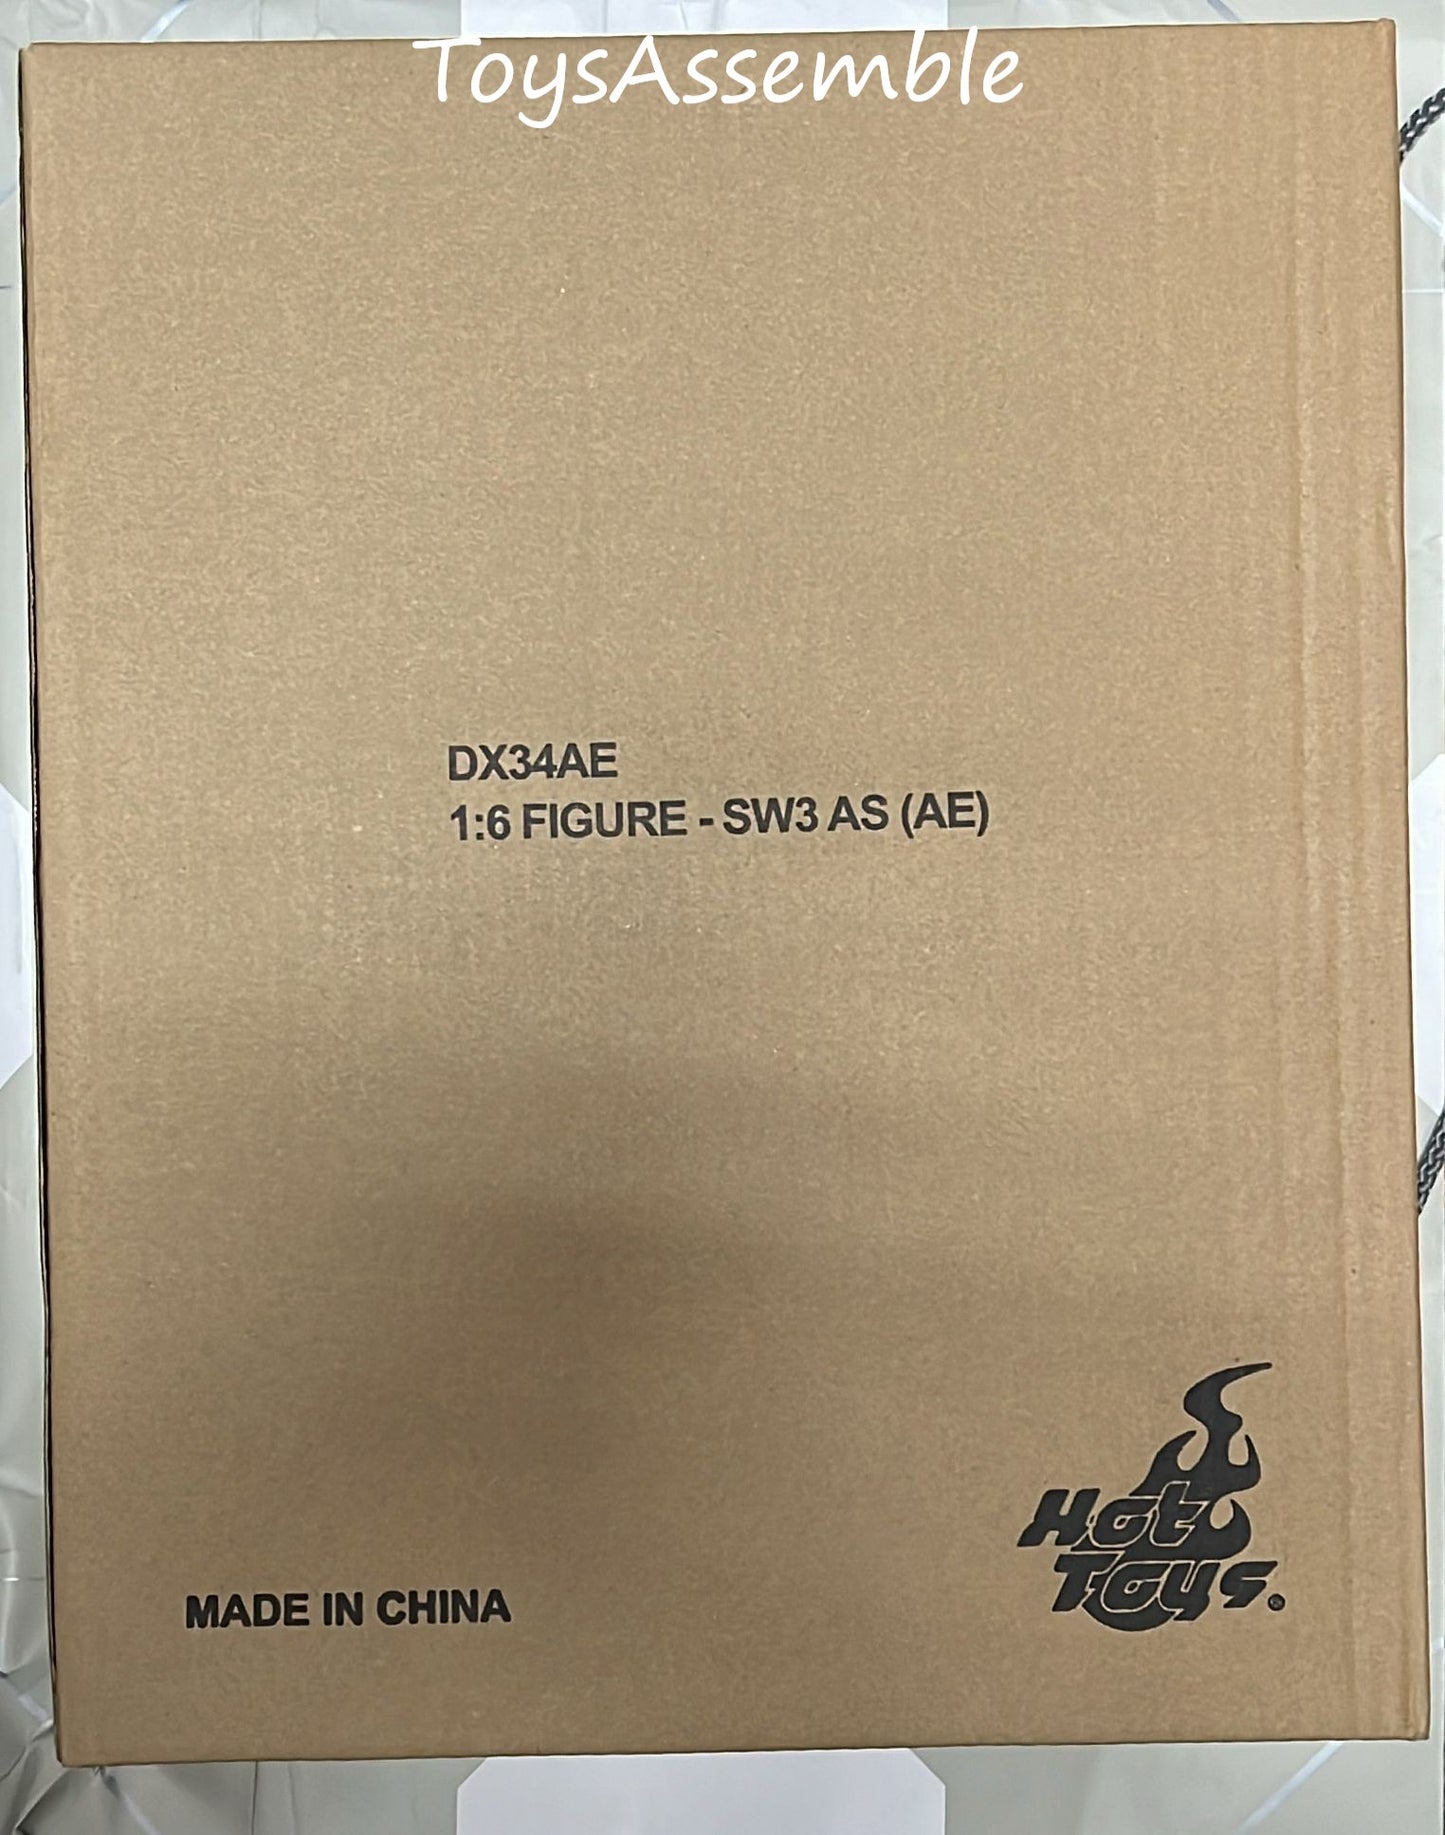 ToysAssemble
DX34AE
1:6 FIGURE - SW3 AS (AE)
Hot
Toys®
MADE IN CHINA